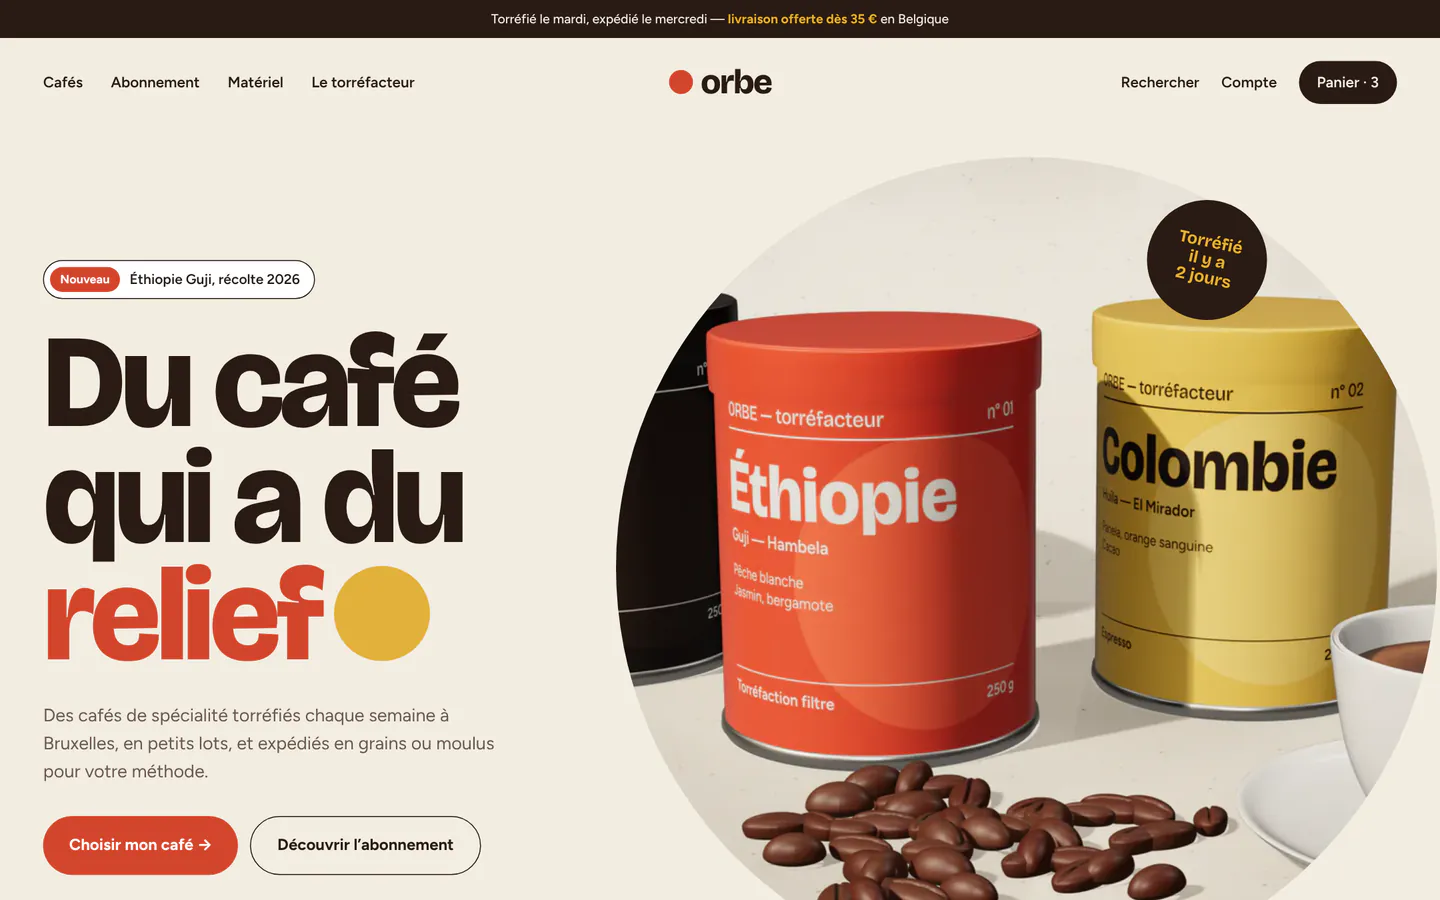 Torréfié le mardi, expédié le mercredi — livraison offerte dès 35 € en Belgique
Cafés
Abonnement
Matériel
Le torréfacteur
orbe
Rechercher
Compte
Panier · 3
Nouveau
Éthiopie Guji, récolte 2026
Du café
qui a du
relief
Des cafés de spécialité torréfiés chaque semaine à
Bruxelles, en petits lots, et expédiés en grains ou moulus
pour votre méthode.
Choisir mon café →
Découvrir l’abonnement
Torréfié
il y a
2 jours
n°
250
ORBE — torréfacteur
n° 01
Éthiopie
Guji — Hambela
Pêche blanche
Jasmin, bergamote
Torréfaction filtre
250 g
ORBE — torréfacteur
n° 02
Colombie
Huila — El Mirador
Panela, orange sanguine
Cacao
Espresso
2